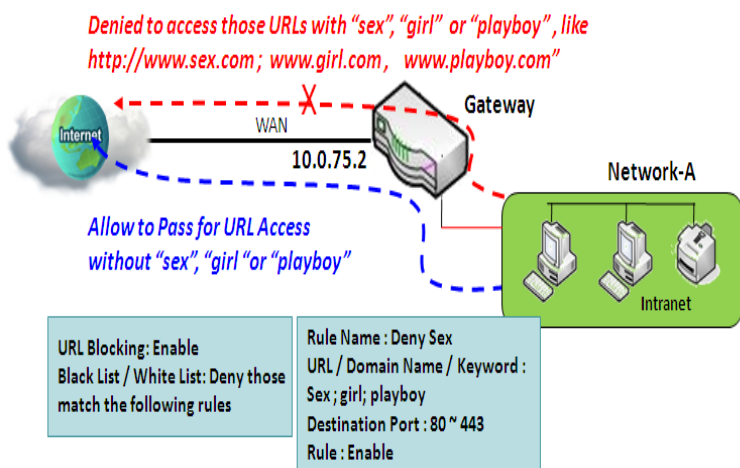 Denied to access those URLs with “sex”, “girl” or “playboy” , like
http://www.sex.com ; www.girl.com ,   www.playboy.com”
Gateway
Internet
WAN
10.0.75.2
Network-A
Allow to Pass for URL Access
without “sex”, “girl “or “playboy”
Intranet
URL Blocking: Enable
Black List / White List: Deny those
match the following rules
Rule Name : Deny Sex
URL / Domain Name / Keyword :
Sex ; girl; playboy
Destination Port : 80 ~ 443
Rule : Enable